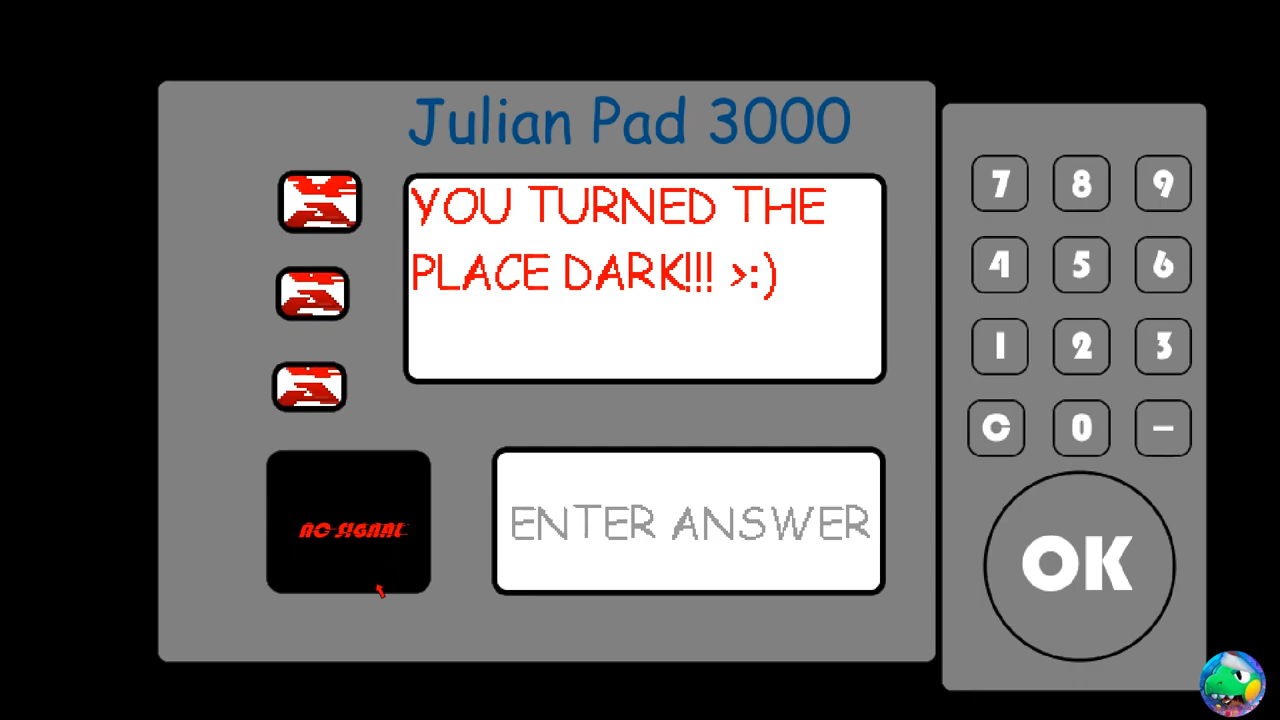 Julian Pad 3000
YOU TURNED THE
PLACE DARK!!! >:)
7 8 9
4 5 6
1 2 3
C 0 -
NO SIGNAL
ENTER ANSWER
OK